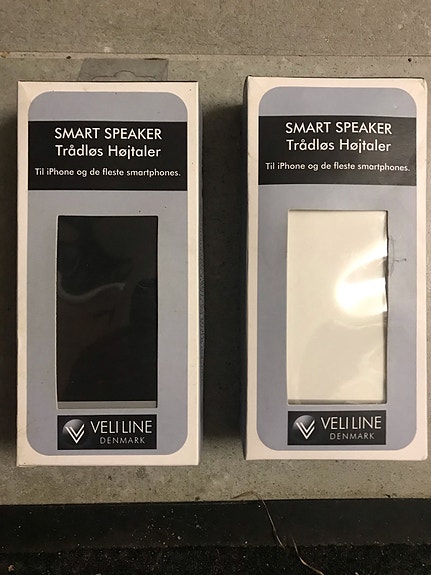 SMART SPEAKER
Trådløs Højtaler
Til iPhone og de fleste smartphones.
VELI LINE
DENMARK
SMART SPEAKER
Trådløs Højtaler
Til iPhone og de fleste smartphones.
VELI LINE
DENMARK